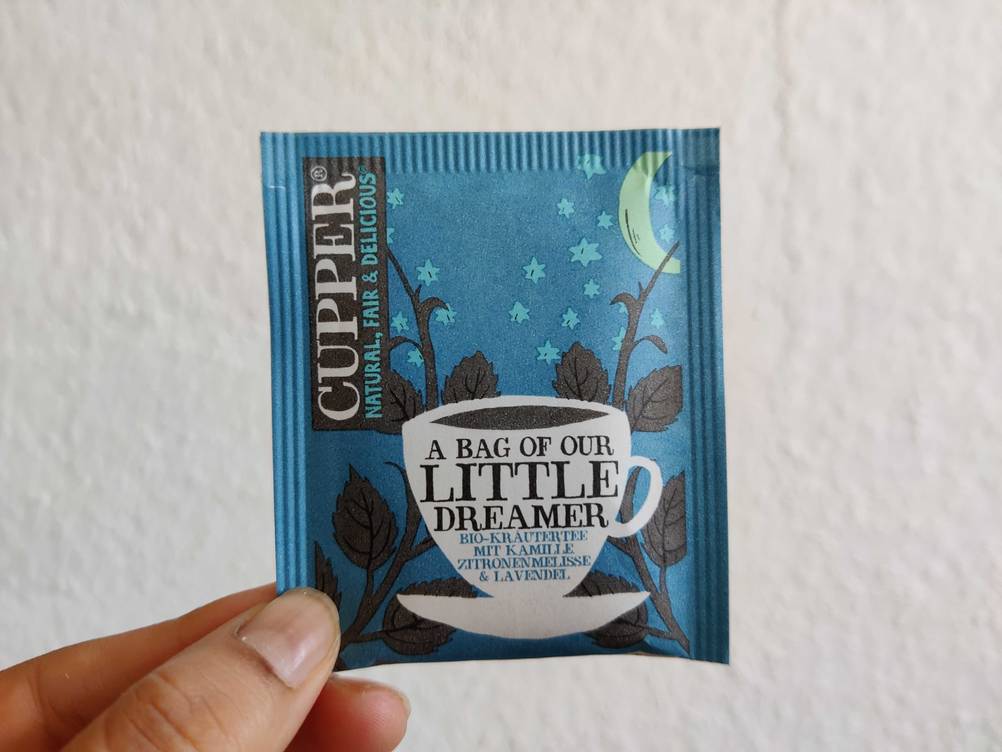 CUPPER®
NATURAL, FAIR & DELICIOUS®
A BAG OF OUR
LITTLE
DREAMER
BIO-KRÄUTERTEE
MIT KAMILLE
ZITRONENMELISSE
& LAVENDEL